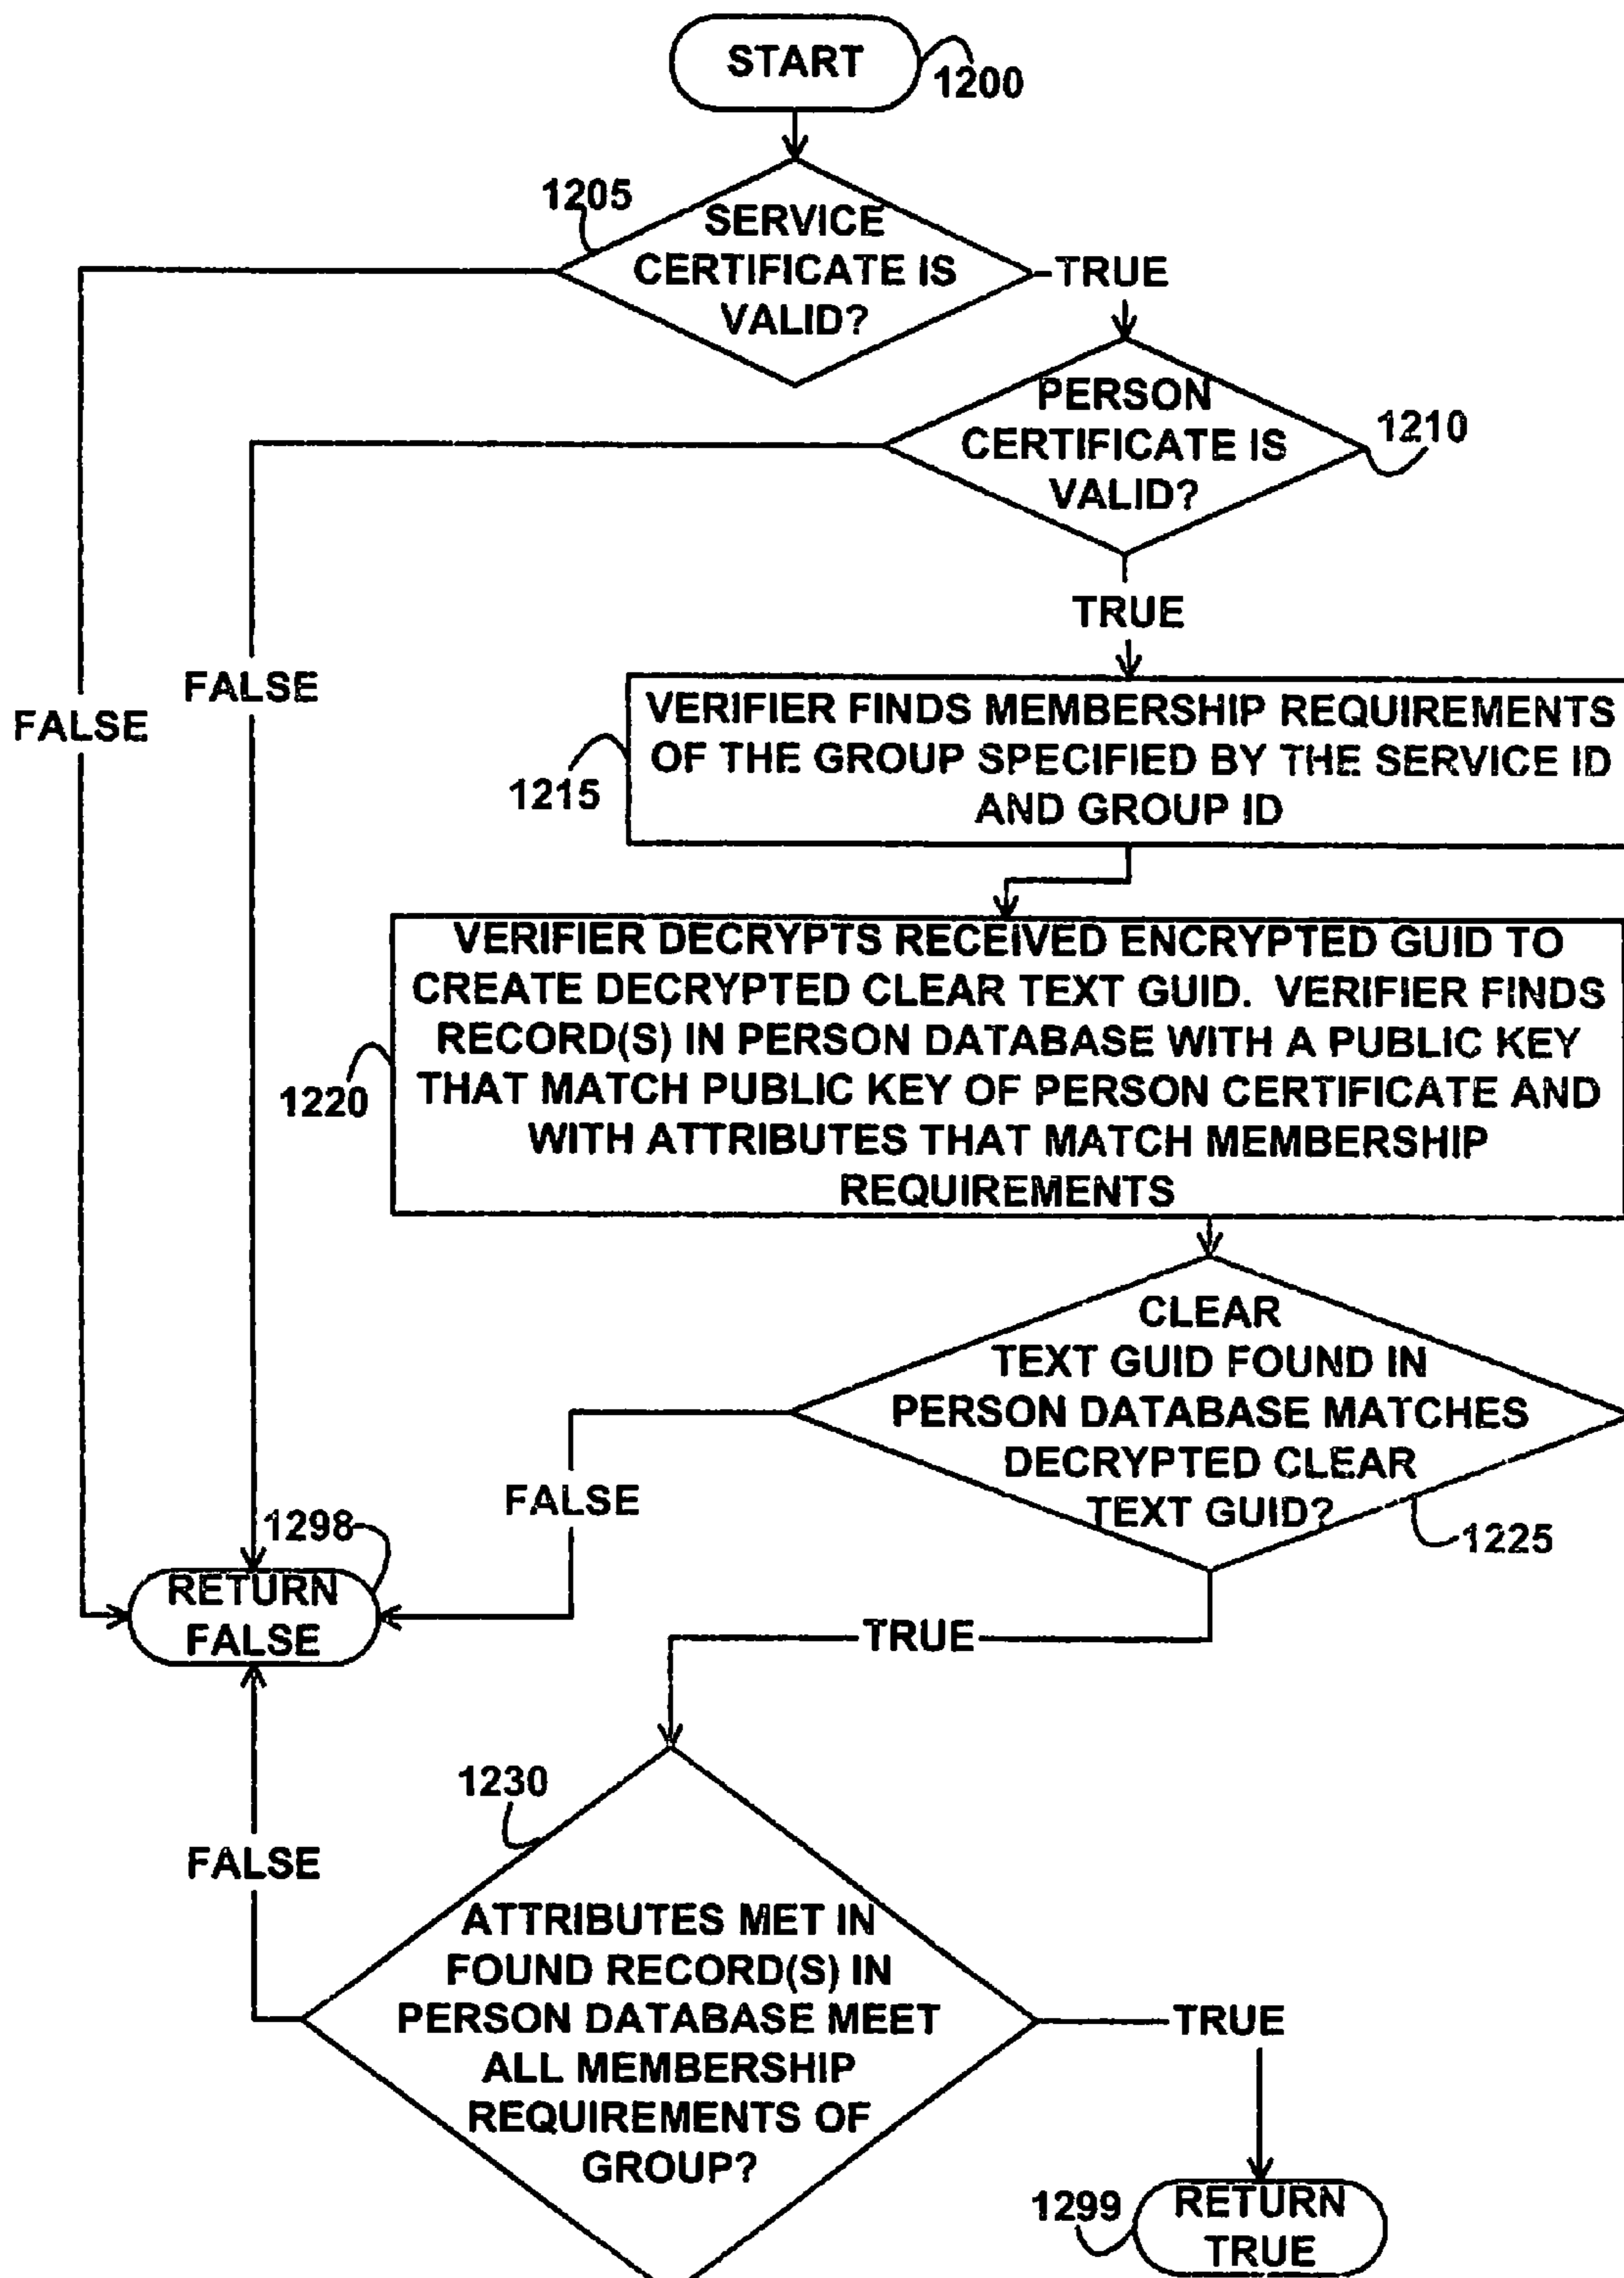 START
1200
1205
SERVICE
CERTIFICATE IS
VALID?
TRUE
PERSON
CERTIFICATE IS
VALID?
1210
TRUE
FALSE
FALSE
VERIFIER FINDS MEMBERSHIP REQUIREMENTS
OF THE GROUP SPECIFIED BY THE SERVICE ID
AND GROUP ID
1215
VERIFIER DECRYPTS RECEIVED ENCRYPTED GUID TO
CREATE DECRYPTED CLEAR TEXT GUID. VERIFIER FINDS
RECORD(S) IN PERSON DATABASE WITH A PUBLIC KEY
THAT MATCH PUBLIC KEY OF PERSON CERTIFICATE AND
WITH ATTRIBUTES THAT MATCH MEMBERSHIP
REQUIREMENTS
1220
CLEAR
TEXT GUID FOUND IN
PERSON DATABASE MATCHES
DECRYPTED CLEAR
TEXT GUID?
1225
FALSE
1298
RETURN
FALSE
TRUE
1230
FALSE
ATTRIBUTES MET IN
FOUND RECORD(S) IN
PERSON DATABASE MEET
ALL MEMBERSHIP
REQUIREMENTS OF
GROUP?
TRUE
1299
RETURN
TRUE